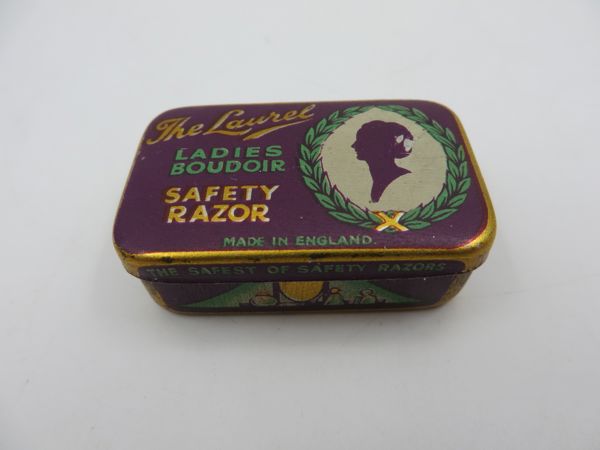 The Laurel
LADIES
BOUDOIR
SAFETY
RAZOR
MADE IN ENGLAND.
THE SAFEST OF SAFETY RAZORS